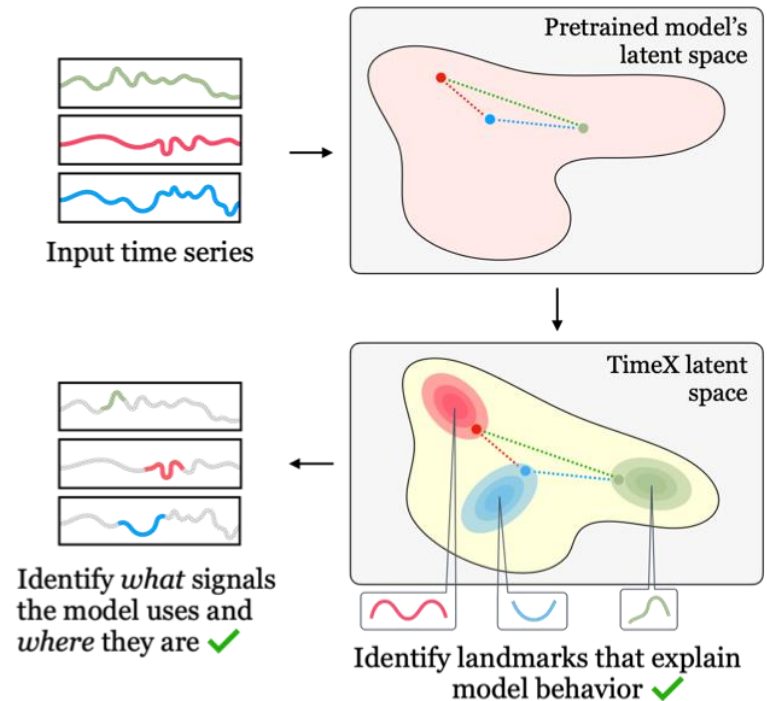 Pretrained model's
latent space
Input time series
TimeX latent
space
Identify what signals
the model uses and
where they are ✓
Identify landmarks that explain
model behavior ✓